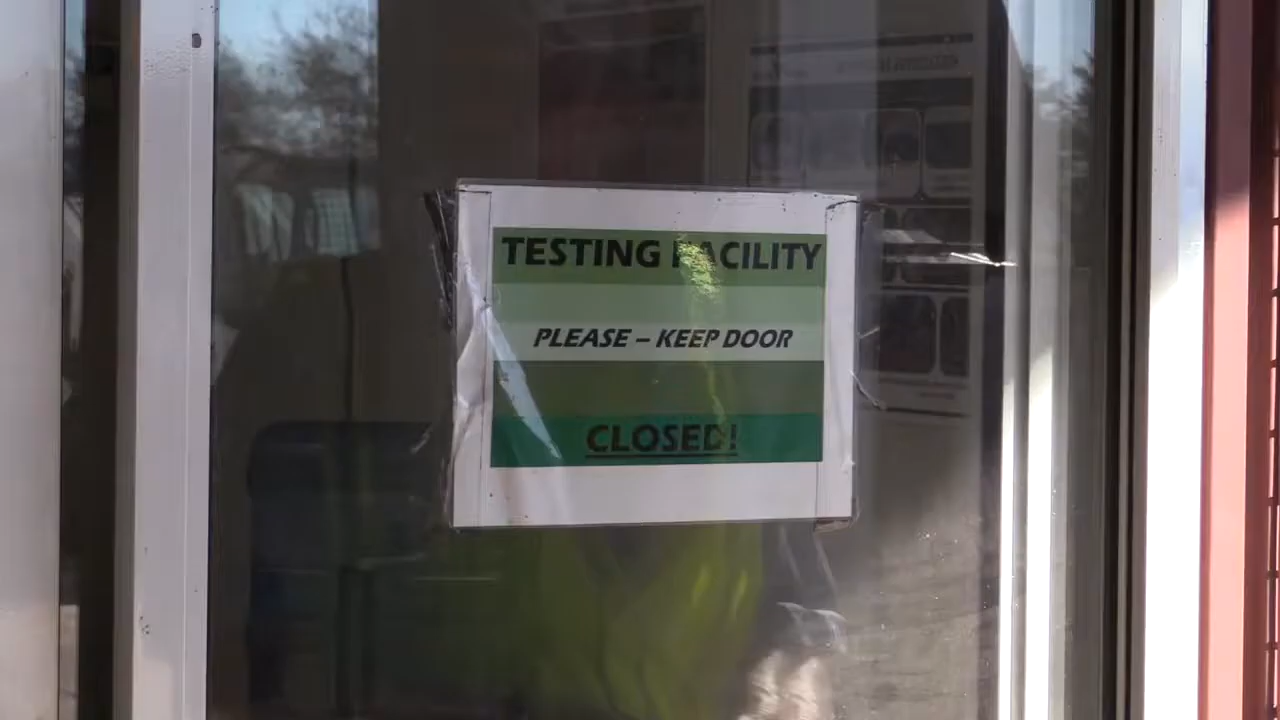 TESTING FACILITY
PLEASE – KEEP DOOR
CLOSED!